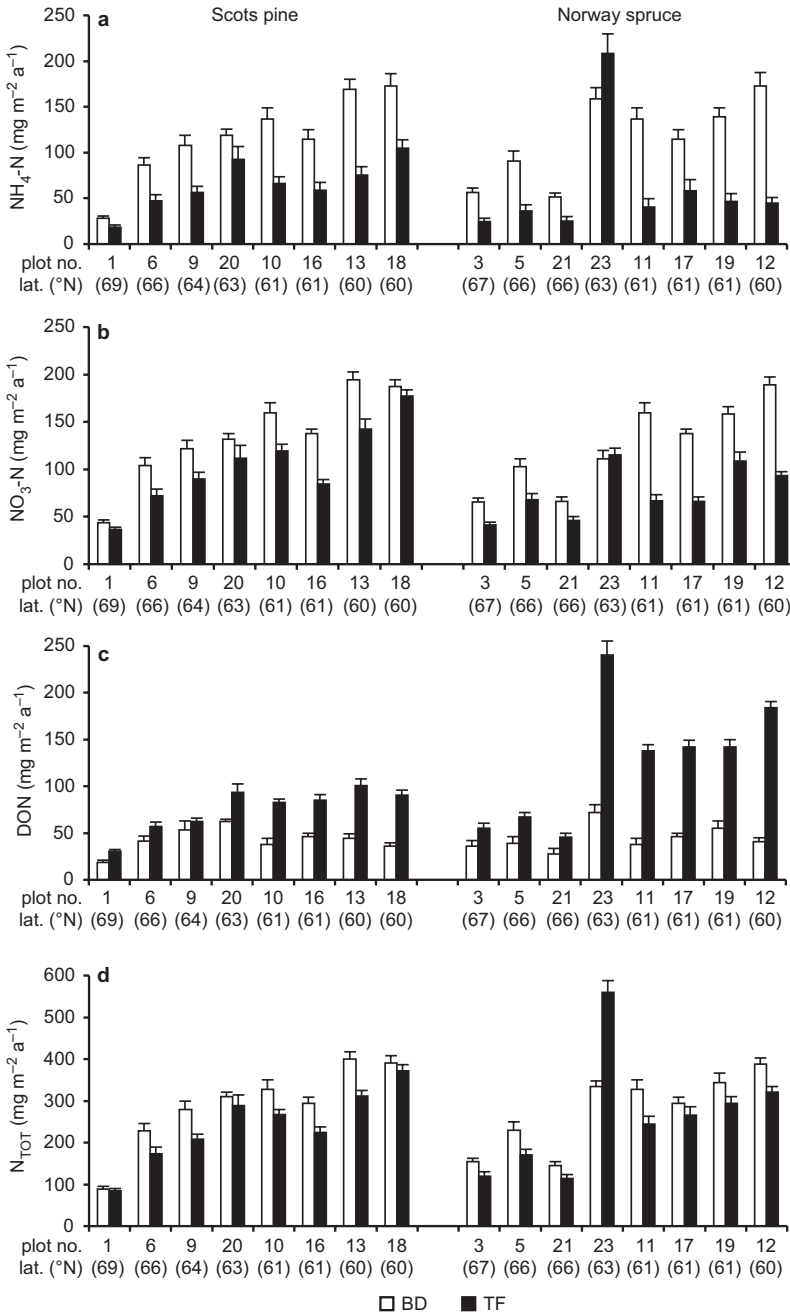 Scots pine Norway spruce
a
250
200
150
100
50
0
NH₄-N (mg m⁻² a⁻¹)
plot no. 1 6 9 20 10 16 13 18 3 5 21 23 11 17 19 12
lat. (°N) (69) (66) (64) (63) (61) (61) (60) (60) (67) (66) (66) (63) (61) (61) (61) (60)
b
250
200
150
100
50
0
NO₃-N (mg m⁻² a⁻¹)
plot no. 1 6 9 20 10 16 13 18 3 5 21 23 11 17 19 12
lat. (°N) (69) (66) (64) (63) (61) (61) (60) (60) (67) (66) (66) (63) (61) (61) (61) (60)
c
250
200
150
100
50
0
DON (mg m⁻² a⁻¹)
plot no. 1 6 9 20 10 16 13 18 3 5 21 23 11 17 19 12
lat. (°N) (69) (66) (64) (63) (61) (61) (60) (60) (67) (66) (66) (63) (61) (61) (61) (60)
d
600
500
400
300
200
100
0
N_TOT (mg m⁻² a⁻¹)
plot no. 1 6 9 20 10 16 13 18 3 5 21 23 11 17 19 12
lat. (°N) (69) (66) (64) (63) (61) (61) (60) (60) (67) (66) (66) (63) (61) (61) (61) (60)
BD TF